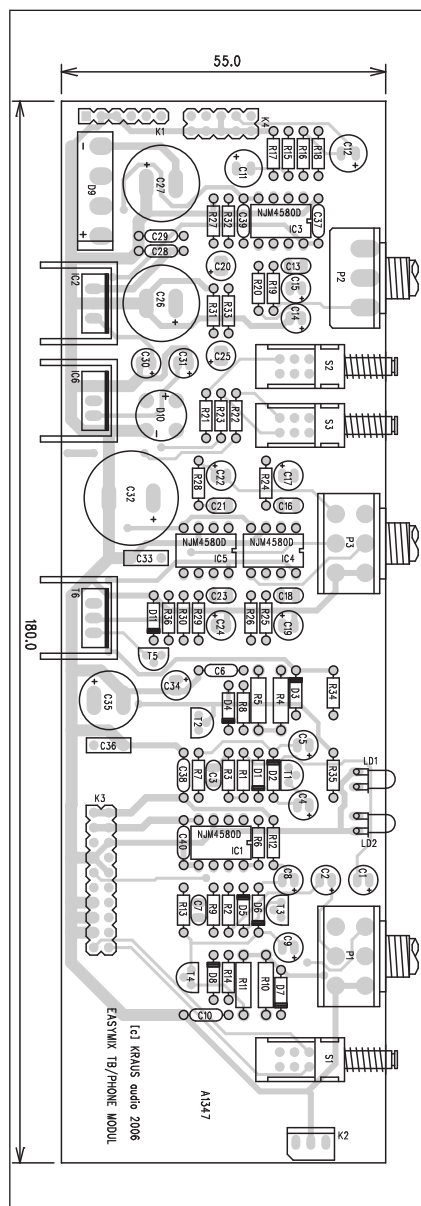 55.0
180.0
K1
K4
R17
R15
R16
R18
C12
C11
D9
C27
R27
R32
C39
NJM4580D
IC3
C37
C29
C28
C20
C13
C15
R20
R19
C14
P2
IC2
C26
R31
R33
C25
C30
C31
S2
IC6
D10
R21
R23
R22
S3
C32
R28
C22
R24
C17
C21
C16
NJM4580D
NJM4580D
IC5
IC4
P3
C33
T6
D11
R36
R30
R29
C23
C24
R26
R25
C18
C19
T5
C6
C34
C35
D4
R8
R5
R4
D3
R34
T2
C36
C5
C38
R7
C3
R3
R1
D1
D2
T1
R35
LD1
C4
K3
C40
NJM4580D
IC1
R6
R12
LD2
C8
C2
C1
R13
C7
R9
R2
D5
D6
T3
C9
P1
T4
D8
R14
R11
R10
D7
C10
S1
A1347
K2
[c] KRAUS audio 2006
EASYMIX TB/PHONE MODUL